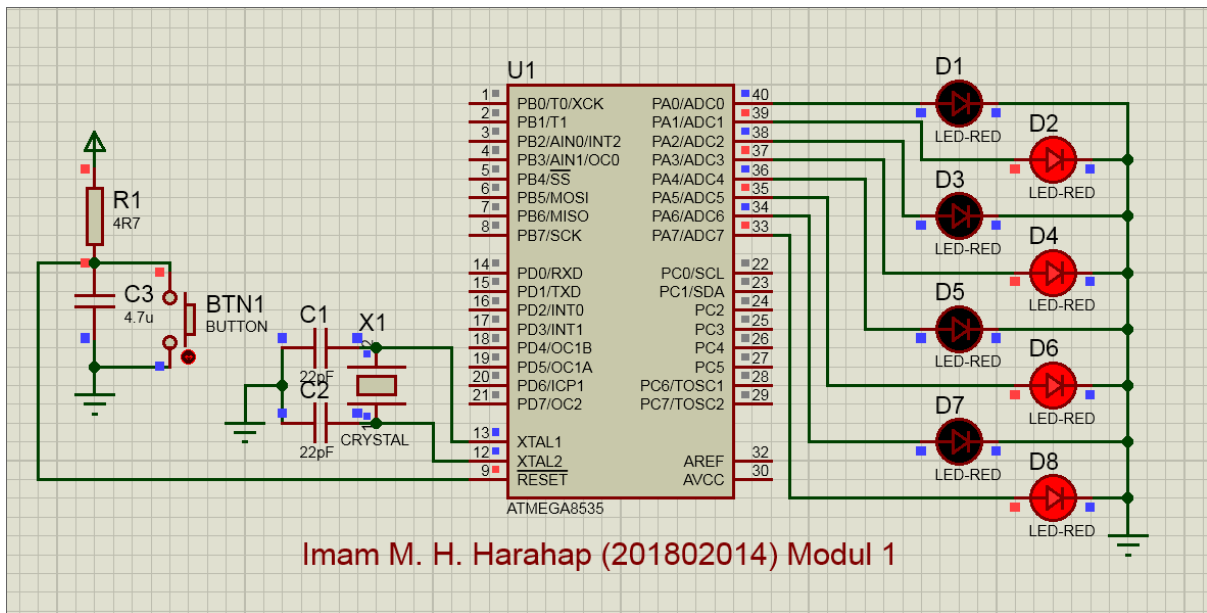 U1
1 PB0/T0/XCK PA0/ADC0 40
2 PB1/T1 PA1/ADC1 39
3 PB2/AIN0/INT2 PA2/ADC2 38
4 PB3/AIN1/OC0 PA3/ADC3 37
5 PB4/SS PA4/ADC4 36
6 PB5/MOSI PA5/ADC5 35
7 PB6/MISO PA6/ADC6 34
8 PB7/SCK PA7/ADC7 33
14 PD0/RXD PC0/SCL 22
15 PD1/TXD PC1/SDA 23
16 PD2/INT0 PC2 24
17 PD3/INT1 PC3 25
18 PD4/OC1B PC4 26
19 PD5/OC1A PC5 27
20 PD6/ICP1 PC6/TOSC1 28
21 PD7/OC2 PC7/TOSC2 29
13 XTAL1
12 XTAL2 AREF 32
9 RESET AVCC 30
ATMEGA8535
R1
4R7
C3
4.7u
BTN1
BUTTON
C1
22pF
C2
22pF
X1
CRYSTAL
D1
LED-RED
D2
LED-RED
D3
LED-RED
D4
LED-RED
D5
LED-RED
D6
LED-RED
D7
LED-RED
D8
LED-RED
Imam M. H. Harahap (201802014) Modul 1